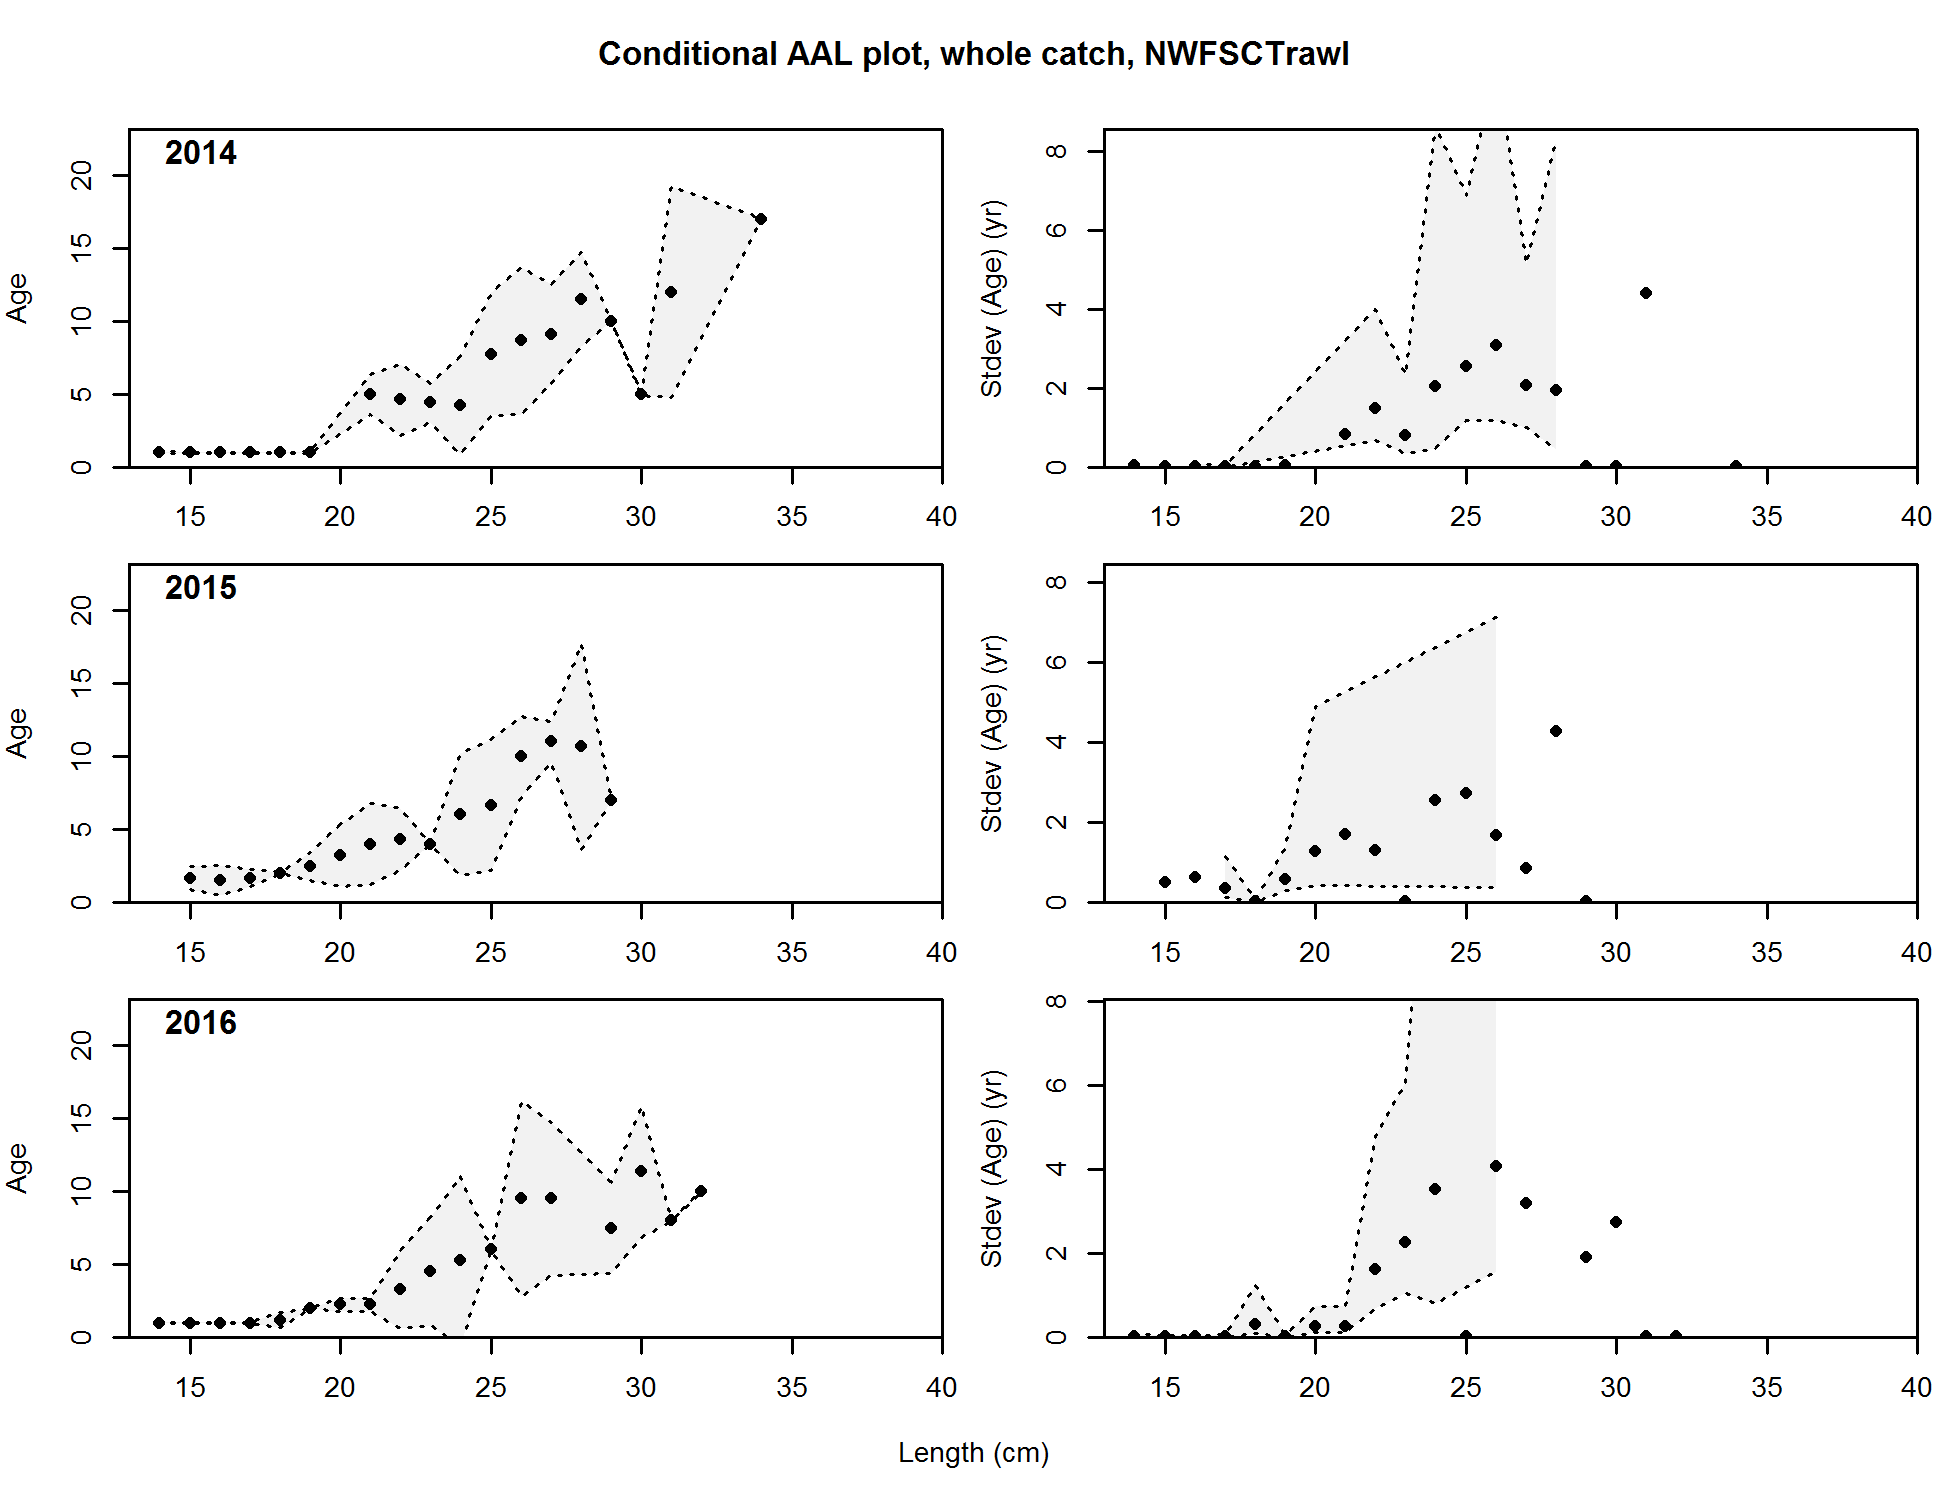 Conditional AAL plot, whole catch, NWFSCTrawl
2014
Age
0 5 10 15 20
15 20 25 30 35 40
Stdev (Age) (yr)
0 2 4 6 8
15 20 25 30 35 40
2015
Age
0 5 10 15 20
15 20 25 30 35 40
Stdev (Age) (yr)
0 2 4 6 8
15 20 25 30 35 40
2016
Age
0 5 10 15 20
15 20 25 30 35 40
Stdev (Age) (yr)
0 2 4 6 8
15 20 25 30 35 40
Length (cm)